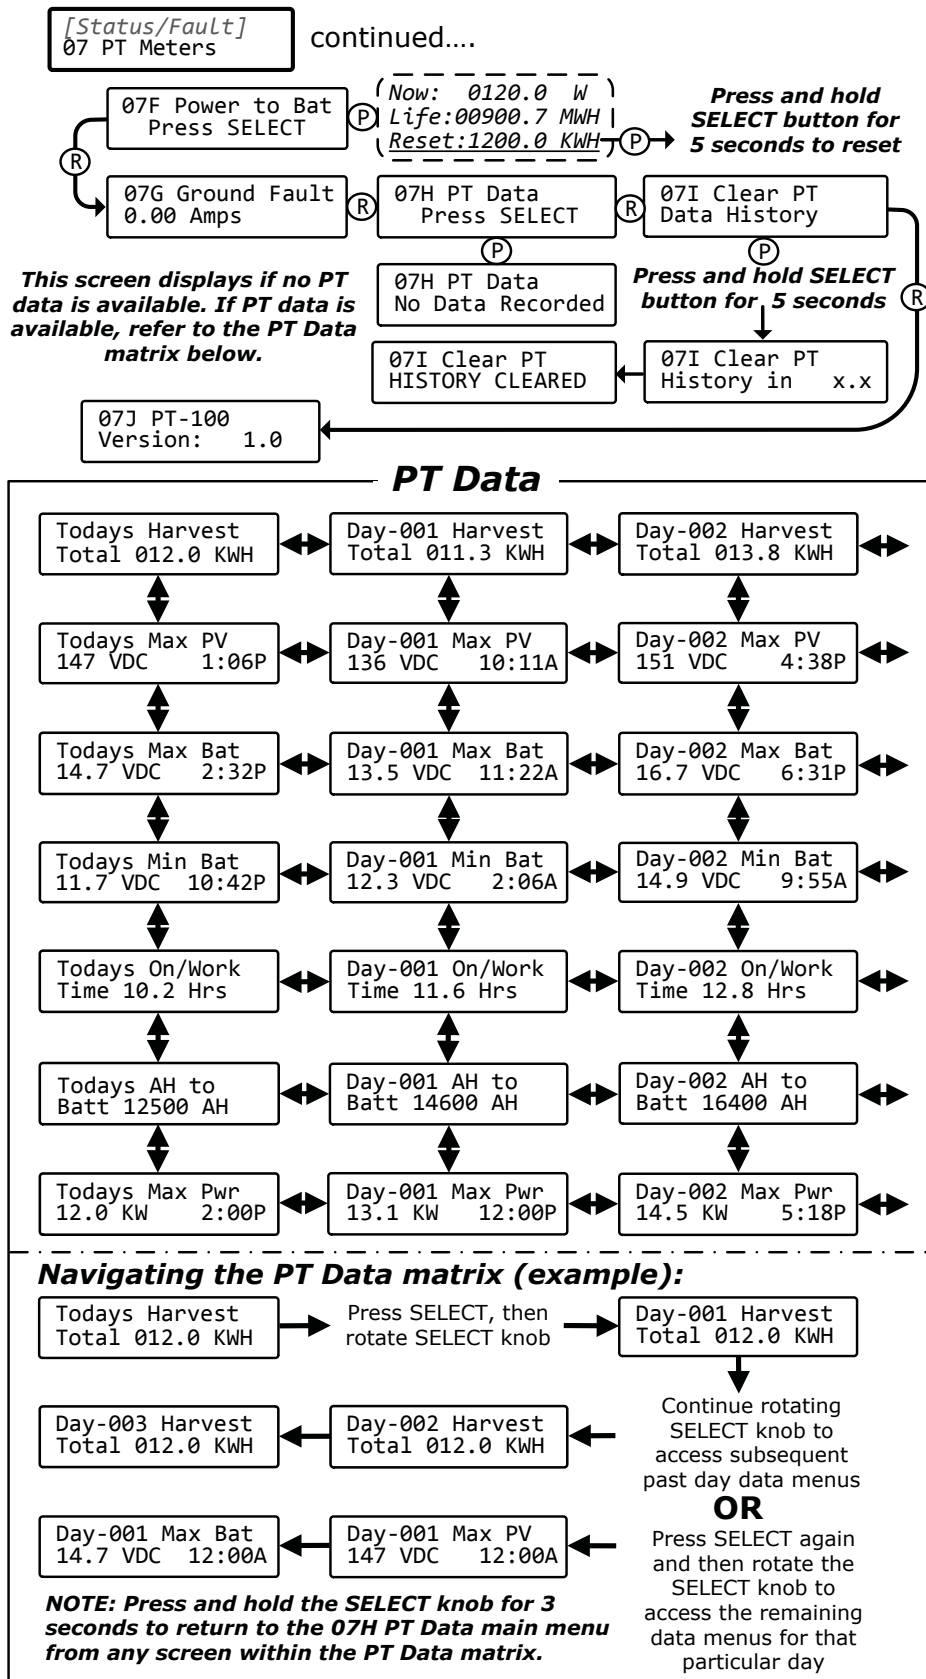 [Status/Fault]
07 PT Meters
continued....
07F Power to Bat
Press SELECT
P
Now: 0120.0 W
Life:00900.7 MWH
Reset:1200.0 KWH
P
Press and hold
SELECT button for
5 seconds to reset
R
07G Ground Fault
0.00 Amps
R
07H PT Data
Press SELECT
R
07I Clear PT
Data History
P
P
This screen displays if no PT
data is available. If PT data is
available, refer to the PT Data
matrix below.
07H PT Data
No Data Recorded
Press and hold SELECT
button for 5 seconds
R
07I Clear PT
HISTORY CLEARED
07I Clear PT
History in x.x
07J PT-100
Version: 1.0
PT Data
Todays Harvest
Total 012.0 KWH
Day-001 Harvest
Total 011.3 KWH
Day-002 Harvest
Total 013.8 KWH
Todays Max PV
147 VDC 1:06P
Day-001 Max PV
136 VDC 10:11A
Day-002 Max PV
151 VDC 4:38P
Todays Max Bat
14.7 VDC 2:32P
Day-001 Max Bat
13.5 VDC 11:22A
Day-002 Max Bat
16.7 VDC 6:31P
Todays Min Bat
11.7 VDC 10:42P
Day-001 Min Bat
12.3 VDC 2:06A
Day-002 Min Bat
14.9 VDC 9:55A
Todays On/Work
Time 10.2 Hrs
Day-001 On/Work
Time 11.6 Hrs
Day-002 On/Work
Time 12.8 Hrs
Todays AH to
Batt 12500 AH
Day-001 AH to
Batt 14600 AH
Day-002 AH to
Batt 16400 AH
Todays Max Pwr
12.0 KW 2:00P
Day-001 Max Pwr
13.1 KW 12:00P
Day-002 Max Pwr
14.5 KW 5:18P
Navigating the PT Data matrix (example):
Todays Harvest
Total 012.0 KWH
Press SELECT, then
rotate SELECT knob
Day-001 Harvest
Total 012.0 KWH
Day-003 Harvest
Total 012.0 KWH
Day-002 Harvest
Total 012.0 KWH
Continue rotating
SELECT knob to
access subsequent
past day data menus
OR
Day-001 Max Bat
14.7 VDC 12:00A
Day-001 Max PV
147 VDC 12:00A
Press SELECT again
and then rotate the
SELECT knob to
access the remaining
data menus for that
particular day
NOTE: Press and hold the SELECT knob for 3
seconds to return to the 07H PT Data main menu
from any screen within the PT Data matrix.